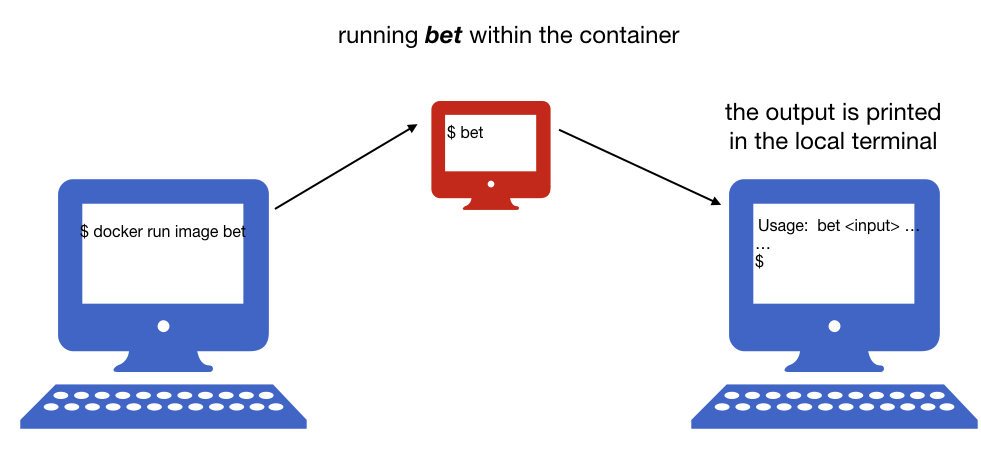 running bet within the container
$ bet
the output is printed
in the local terminal
$ docker run image bet
Usage:  bet <input> …
…
$